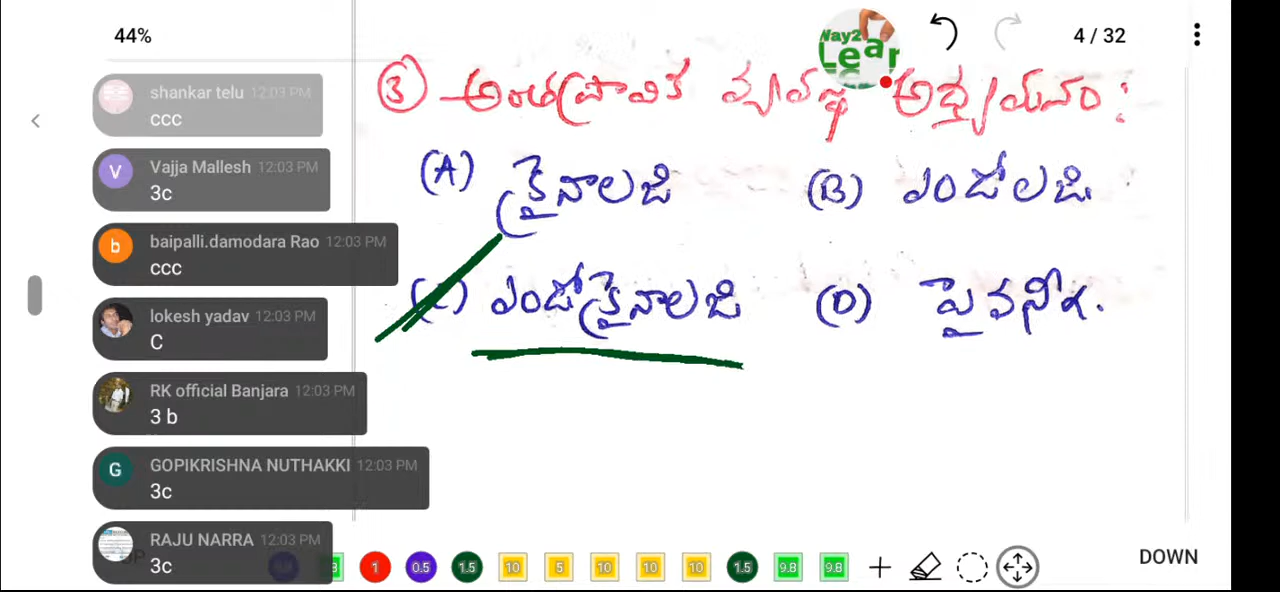 44%
Way2
Lear
4 / 32
shankar telu 12:03 PM
ccc
③ అంతస్రావిక వ్యవస్థ అధ్యయనం :
V
Vajja Mallesh 12:03 PM
3c
(A) క్రైనాలజి (B) ఎండోలజి
b
baipalli.damodara Rao 12:03 PM
ccc
(C) ఎండోక్రైనాలజి (D) పైవనీగ.
lokesh yadav 12:03 PM
C
RK official Banjara 12:03 PM
3 b
G
GOPIKRISHNA NUTHAKKI 12:03 PM
3c
RAJU NARRA 12:03 PM
3c
1 0.5 1.5 10 5 10 10 10 1.5 9.8 9.8
DOWN